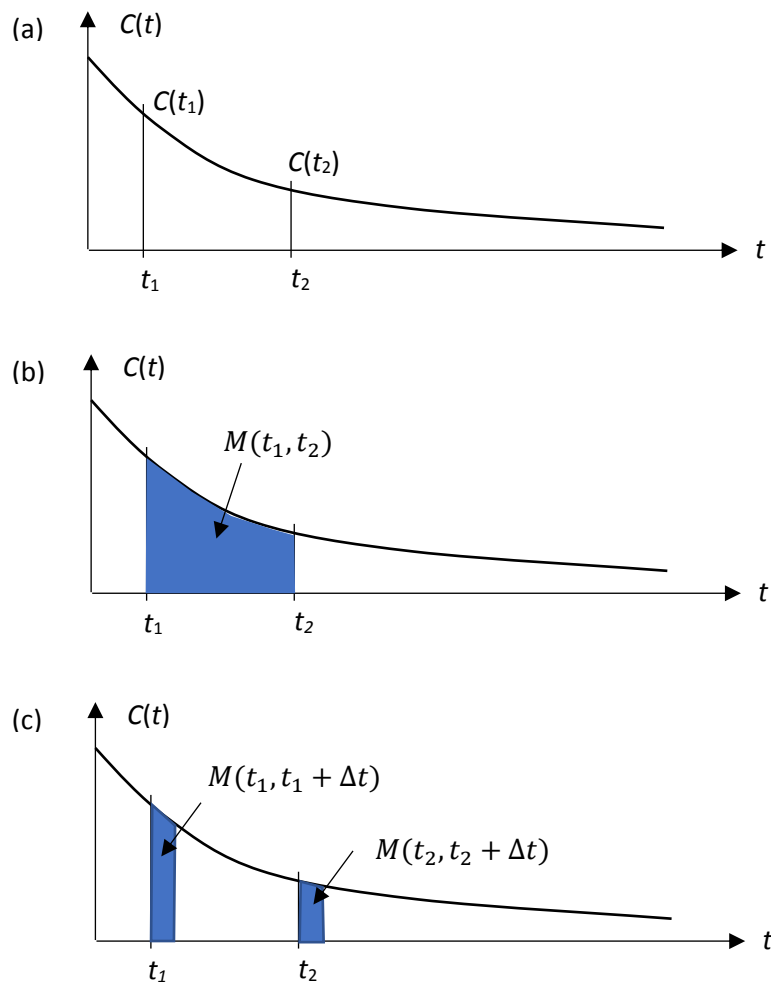 (a)
C(t)
C(t₁)
C(t₂)
t
t₁
t₂
(b)
C(t)
M(t₁, t₂)
t
t₁
t₂
(c)
C(t)
M(t₁, t₁ + Δt)
M(t₂, t₂ + Δt)
t
t₁
t₂